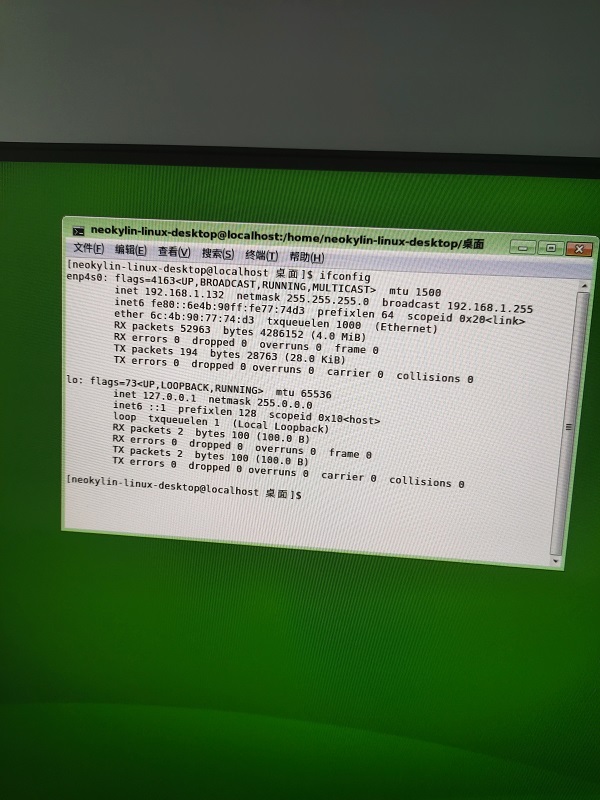 neokylin-linux-desktop@localhost:/home/neokylin-linux-desktop/桌面
文件(F) 编辑(E) 查看(V) 搜索(S) 终端(T) 帮助(H)
[neokylin-linux-desktop@localhost 桌面]$ ifconfig
enp4s0: flags=4163<UP,BROADCAST,RUNNING,MULTICAST>  mtu 1500
        inet 192.168.1.132  netmask 255.255.255.0  broadcast 192.168.1.255
        inet6 fe80::6e4b:90ff:fe77:74d3  prefixlen 64  scopeid 0x20<link>
        ether 6c:4b:90:77:74:d3  txqueuelen 1000  (Ethernet)
        RX packets 52963  bytes 4286152 (4.0 MiB)
        RX errors 0  dropped 0  overruns 0  frame 0
        TX packets 194  bytes 28763 (28.0 KiB)
        TX errors 0  dropped 0 overruns 0  carrier 0  collisions 0
lo: flags=73<UP,LOOPBACK,RUNNING>  mtu 65536
        inet 127.0.0.1  netmask 255.0.0.0
        inet6 ::1  prefixlen 128  scopeid 0x10<host>
        loop  txqueuelen 1  (Local Loopback)
        RX packets 2  bytes 100 (100.0 B)
        RX errors 0  dropped 0  overruns 0  frame 0
        TX packets 2  bytes 100 (100.0 B)
        TX errors 0  dropped 0 overruns 0  carrier 0  collisions 0
[neokylin-linux-desktop@localhost 桌面]$